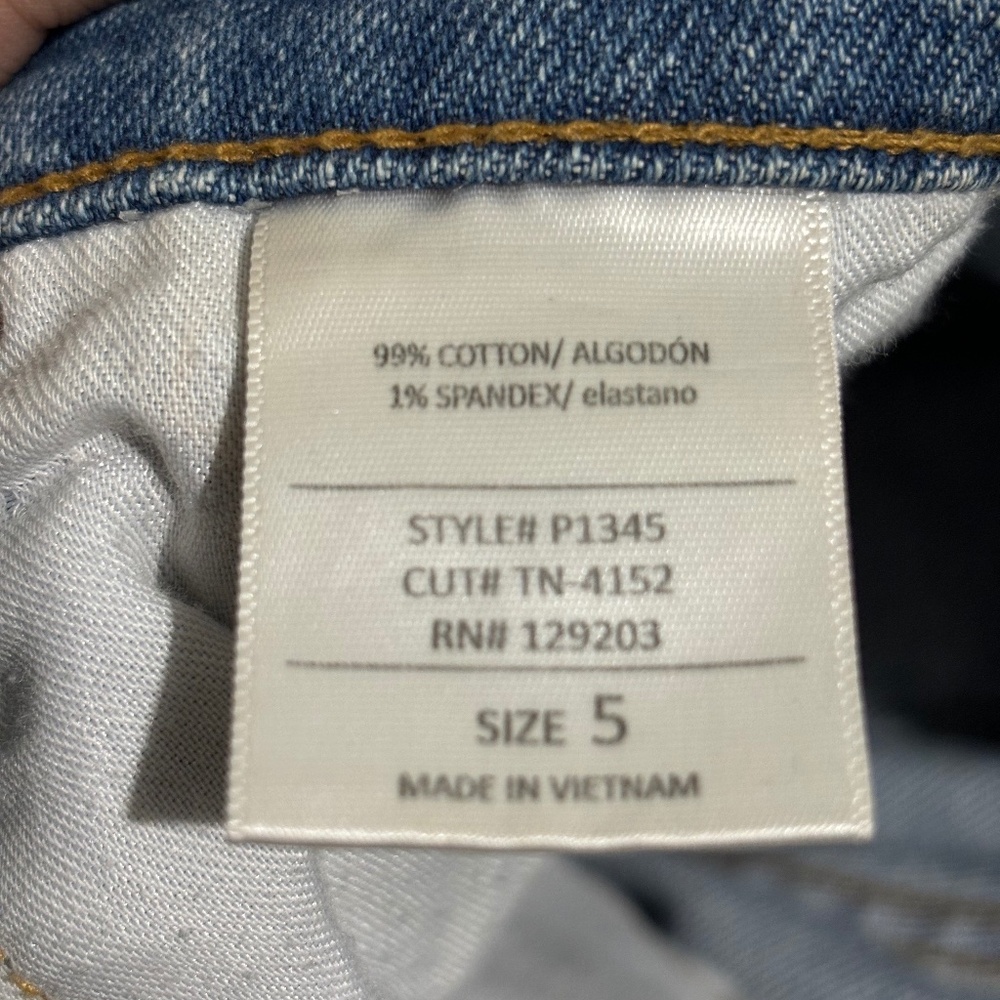 99% COTTON/ ALGODÓN
1% SPANDEX/ elastano
STYLE# P1345
CUT# TN-4152
RN# 129203
SIZE 5
MADE IN VIETNAM